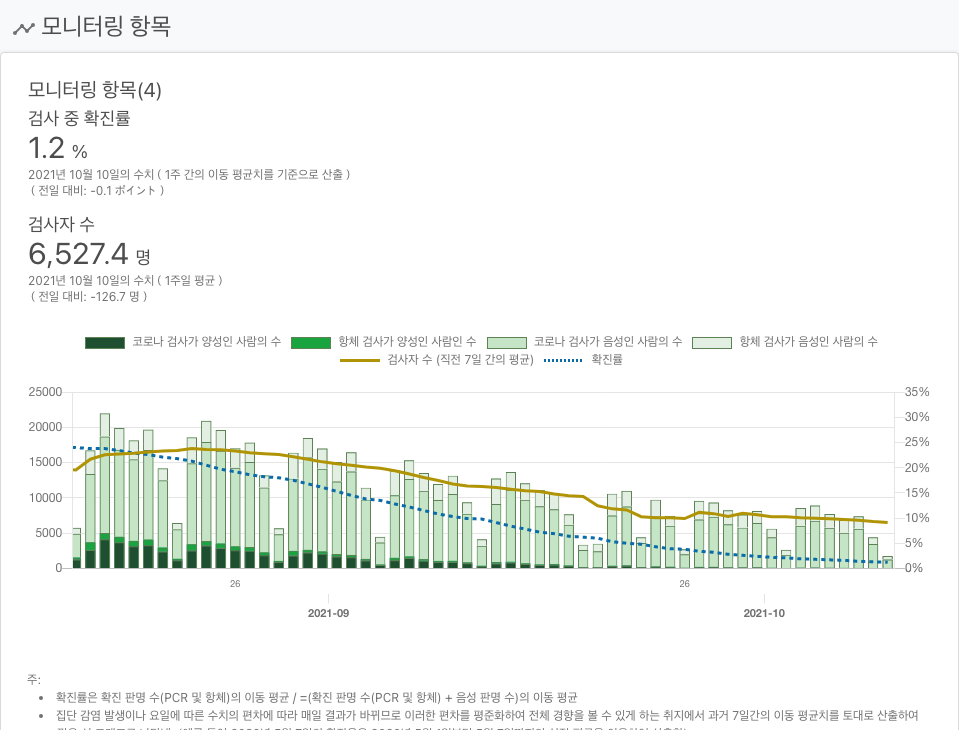 모니터링 항목
모니터링 항목(4)
검사 중 확진률
1.2 %
2021년 10월 10일의 수치 ( 1주 간의 이동 평균치를 기준으로 산출 )
( 전일 대비: -0.1 ポイント )
검사자 수
6,527.4 명
2021년 10월 10일의 수치 ( 1주일 평균 )
( 전일 대비: -126.7 명 )
코로나 검사가 양성인 사람의 수 항체 검사가 양성인 사람인 수 코로나 검사가 음성인 사람의 수 항체 검사가 음성인 사람의 수
검사자 수 (직전 7일 간의 평균) 확진률
25000 35%
30%
20000
25%
15000 20%
15%
10000
10%
5000
5%
0 0%
26 26
2021-09 2021-10
주:
확진률은 확진 판명 수(PCR 및 항체)의 이동 평균 / =(확진 판명 수(PCR 및 항체) + 음성 판명 수)의 이동 평균
집단 감염 발생이나 요일에 따른 수치의 편차에 따라 매일 결과가 바뀌므로 이러한 편차를 평준화하여 전체 경향을 볼 수 있게 하는 취지에서 과거 7일간의 이동 평균치를 토대로 산출하여